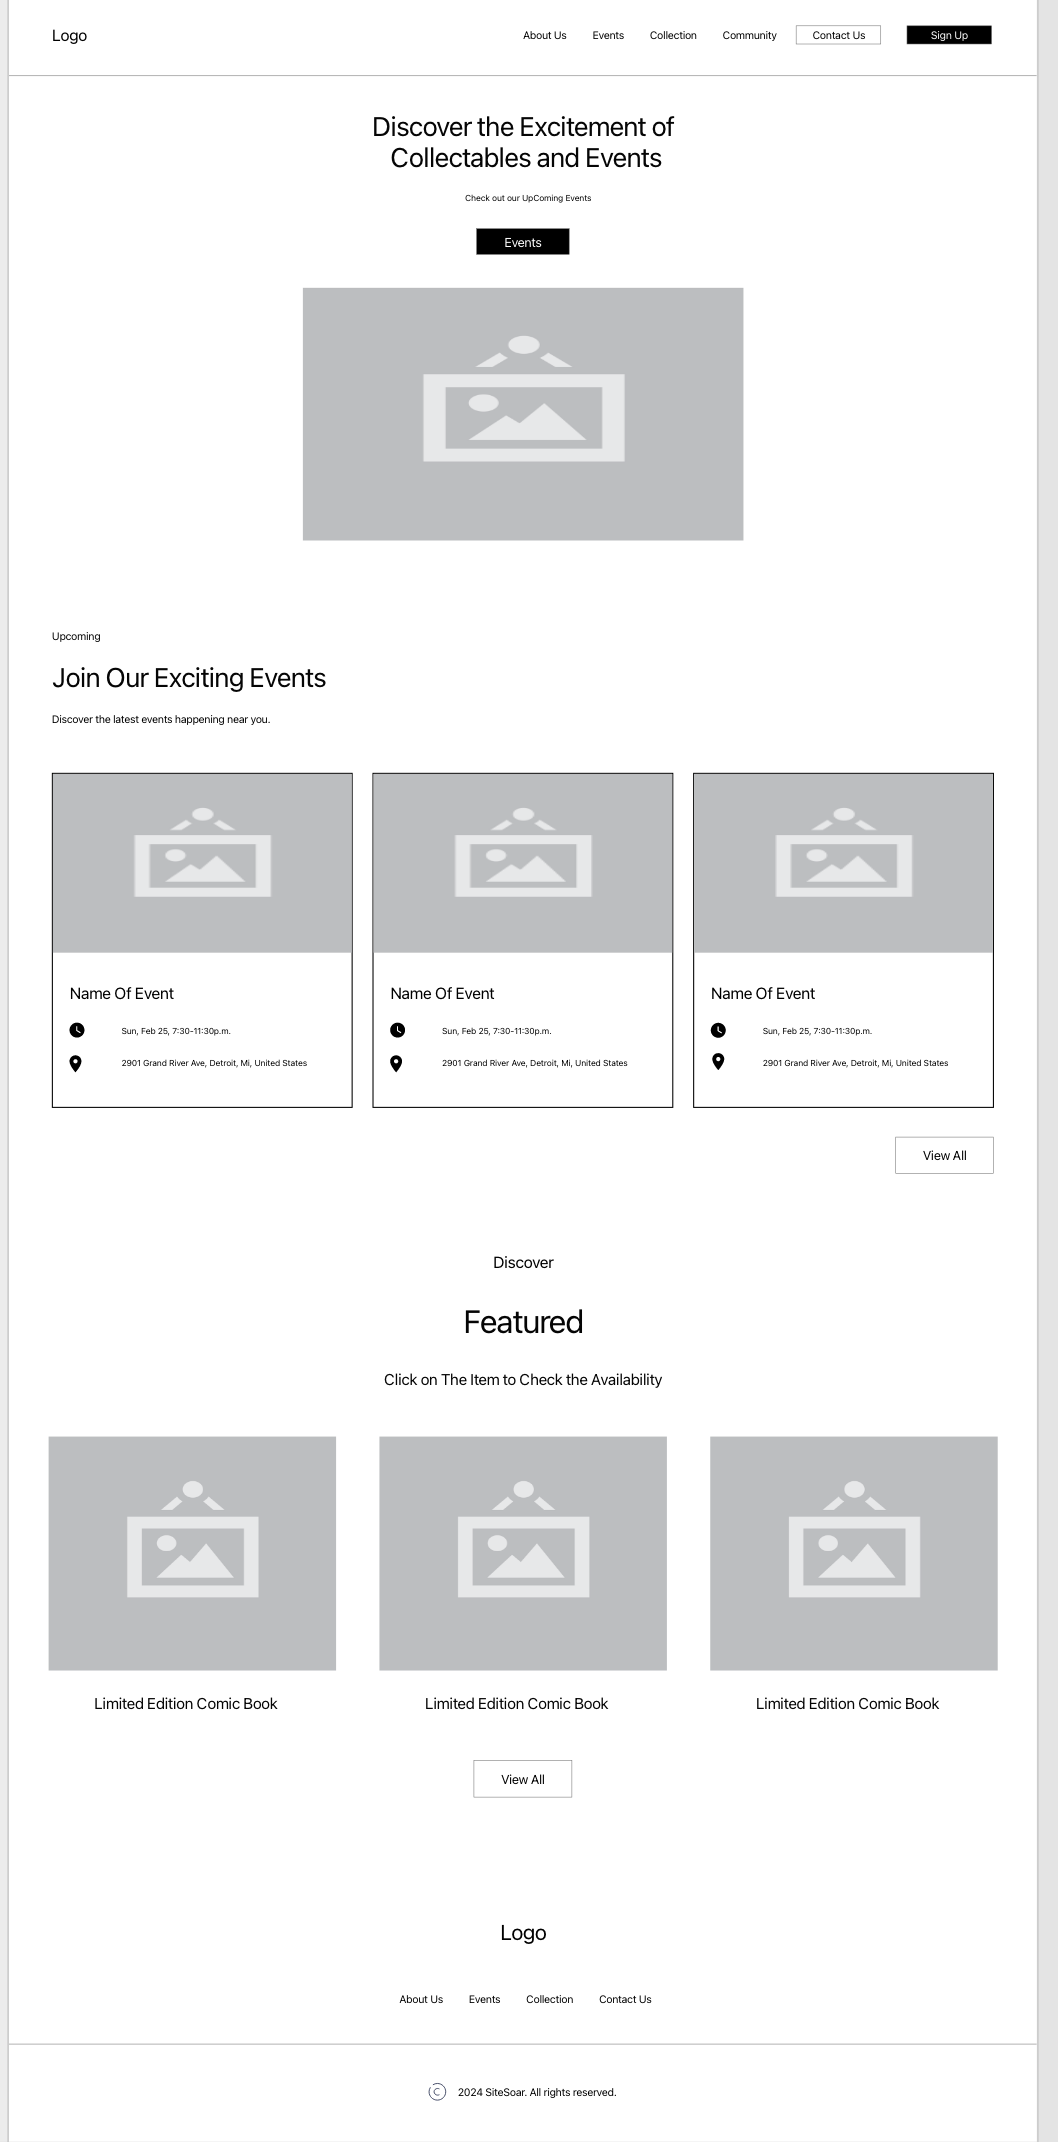 Logo
About Us Events Collection Community Contact Us Sign Up
Discover the Excitement of
Collectables and Events
Check out our UpComing Events
Events
Upcoming
Join Our Exciting Events
Discover the latest events happening near you.
Name Of Event
Sun, Feb 25, 7:30-11:30p.m.
2901 Grand River Ave, Detroit, Mi, United States
Name Of Event
Sun, Feb 25, 7:30-11:30p.m.
2901 Grand River Ave, Detroit, Mi, United States
Name Of Event
Sun, Feb 25, 7:30-11:30p.m.
2901 Grand River Ave, Detroit, Mi, United States
View All
Discover
Featured
Click on The Item to Check the Availability
Limited Edition Comic Book
Limited Edition Comic Book
Limited Edition Comic Book
View All
Logo
About Us Events Collection Contact Us
© 2024 SiteSoar. All rights reserved.